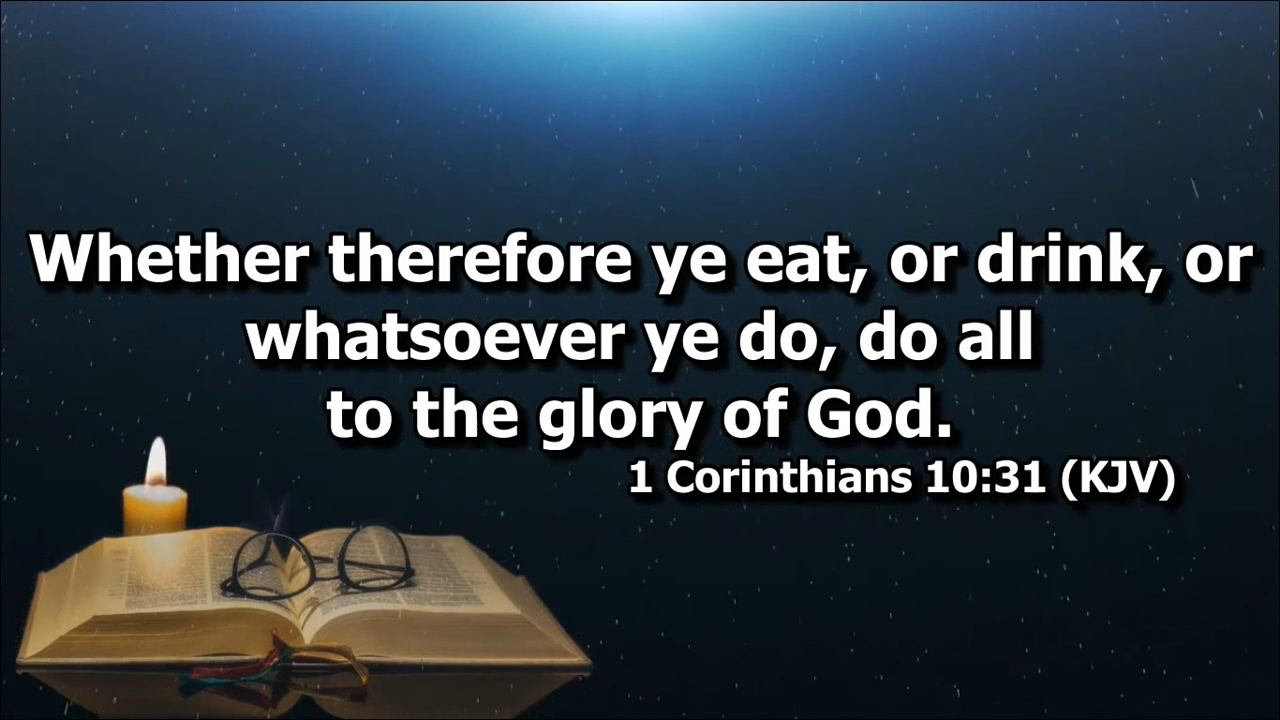 Whether therefore ye eat, or drink, or
whatsoever ye do, do all
to the glory of God.
1 Corinthians 10:31 (KJV)